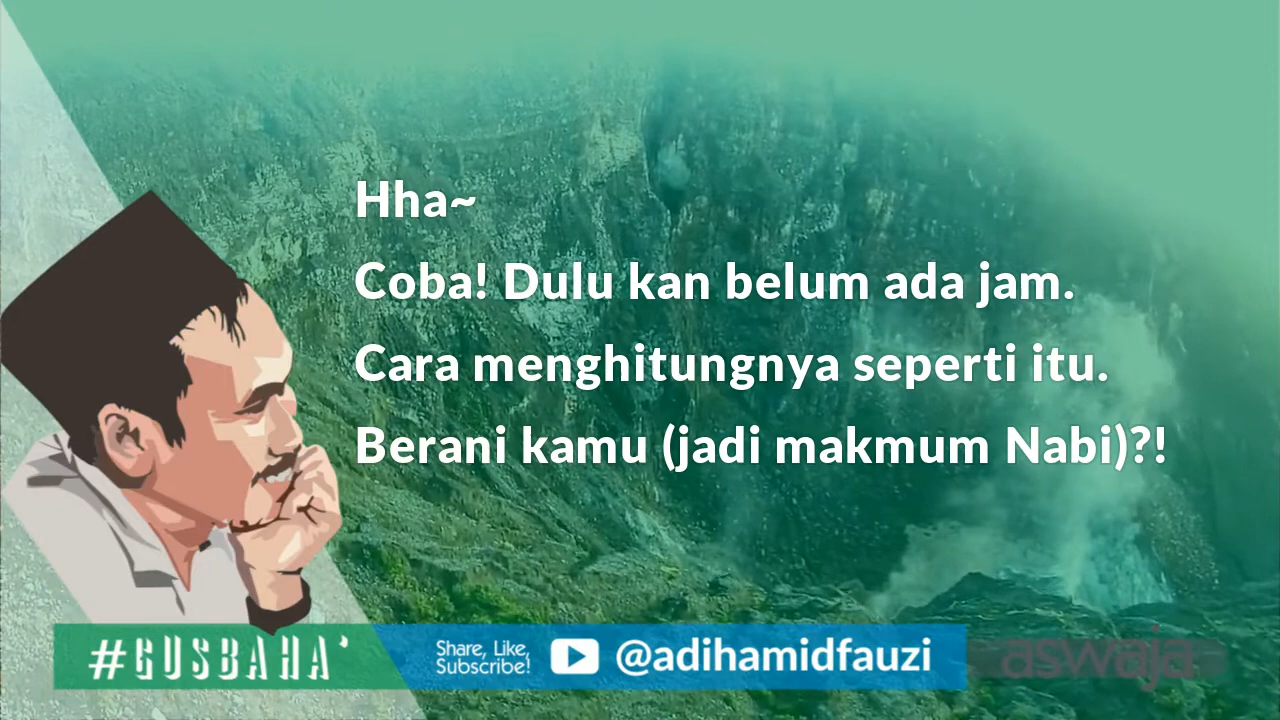 Hha~
Coba! Dulu kan belum ada jam.
Cara menghitungnya seperti itu.
Berani kamu (jadi makmum Nabi)?!
#GUSBAHA'
Share, Like,
Subscribe!
@adihamidfauzi
aswaja